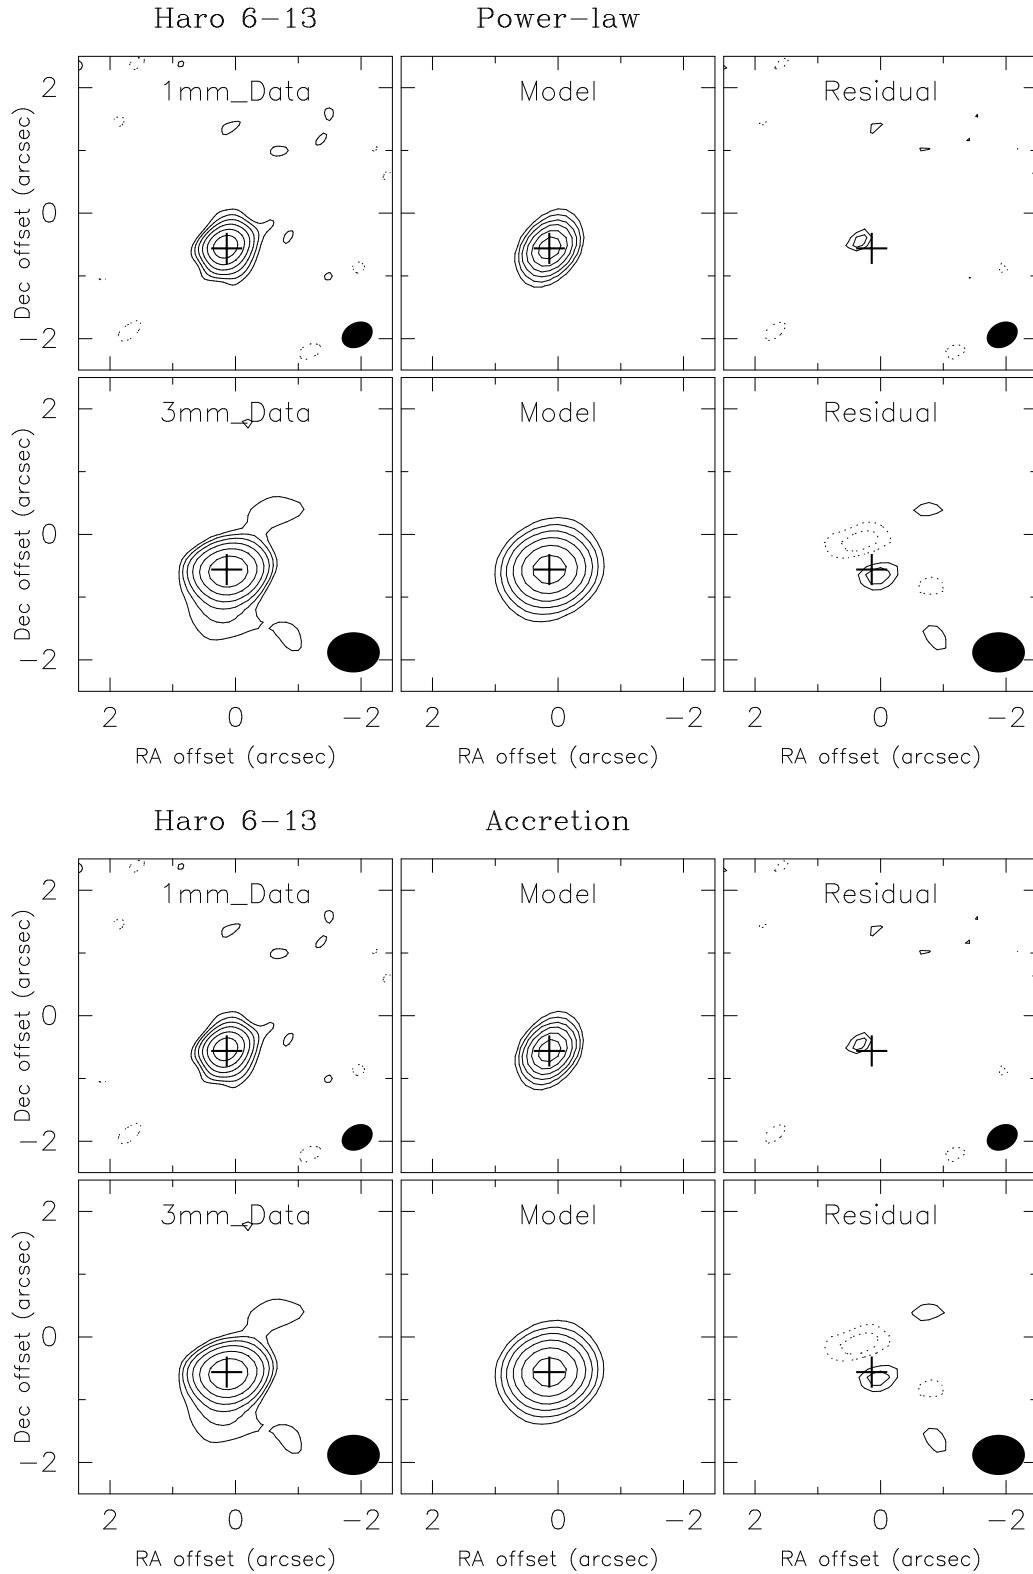 Haro 6−13 Power−law
1mm_Data Model Residual
2
0
−2
Dec offset (arcsec)
3mm_Data Model Residual
2
0
−2
Dec offset (arcsec)
2 0 −2 2 0 −2 2 0 −2
RA offset (arcsec) RA offset (arcsec) RA offset (arcsec)
Haro 6−13 Accretion
1mm_Data Model Residual
2
0
−2
Dec offset (arcsec)
3mm_Data Model Residual
2
0
−2
Dec offset (arcsec)
2 0 −2 2 0 −2 2 0 −2
RA offset (arcsec) RA offset (arcsec) RA offset (arcsec)